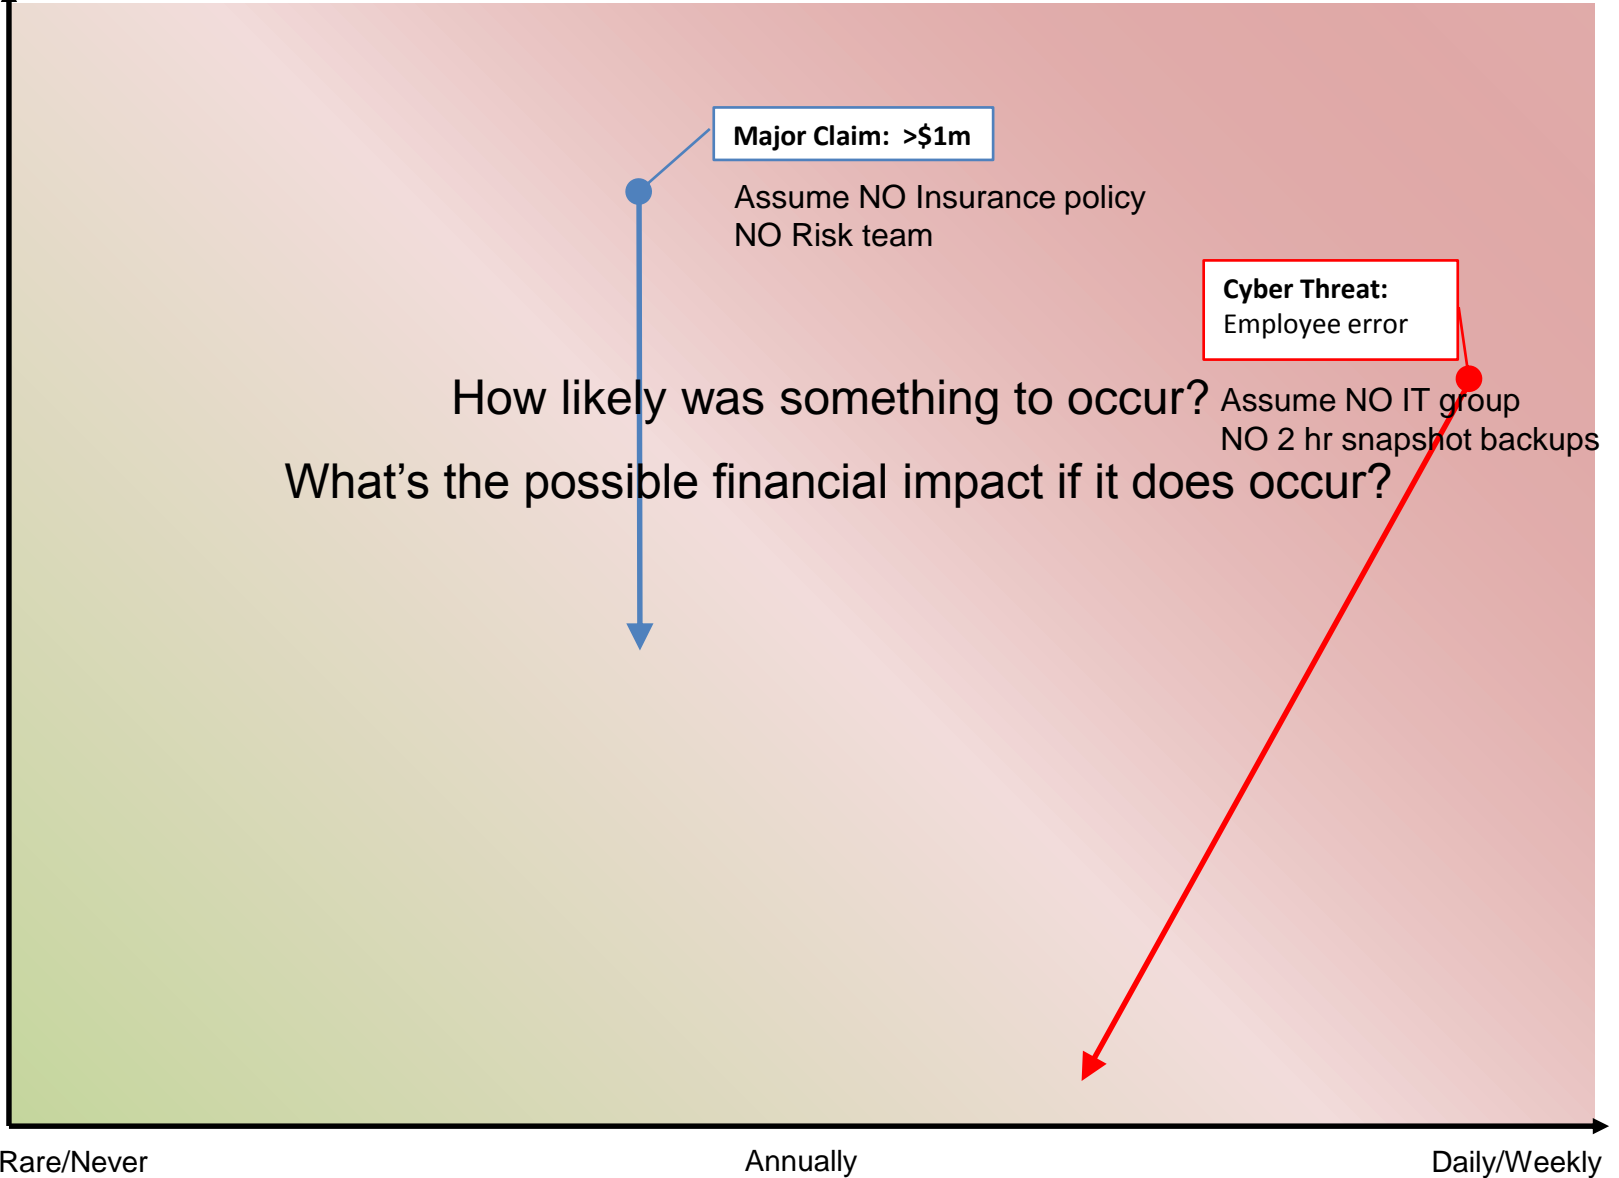 Major Claim:  >$1m
Assume NO Insurance policy
NO Risk team
Cyber Threat:
Employee error
How likely was something to occur?
Assume NO IT group
NO 2 hr snapshot backups
What’s the possible financial impact if it does occur?
Rare/Never
Annually
Daily/Weekly